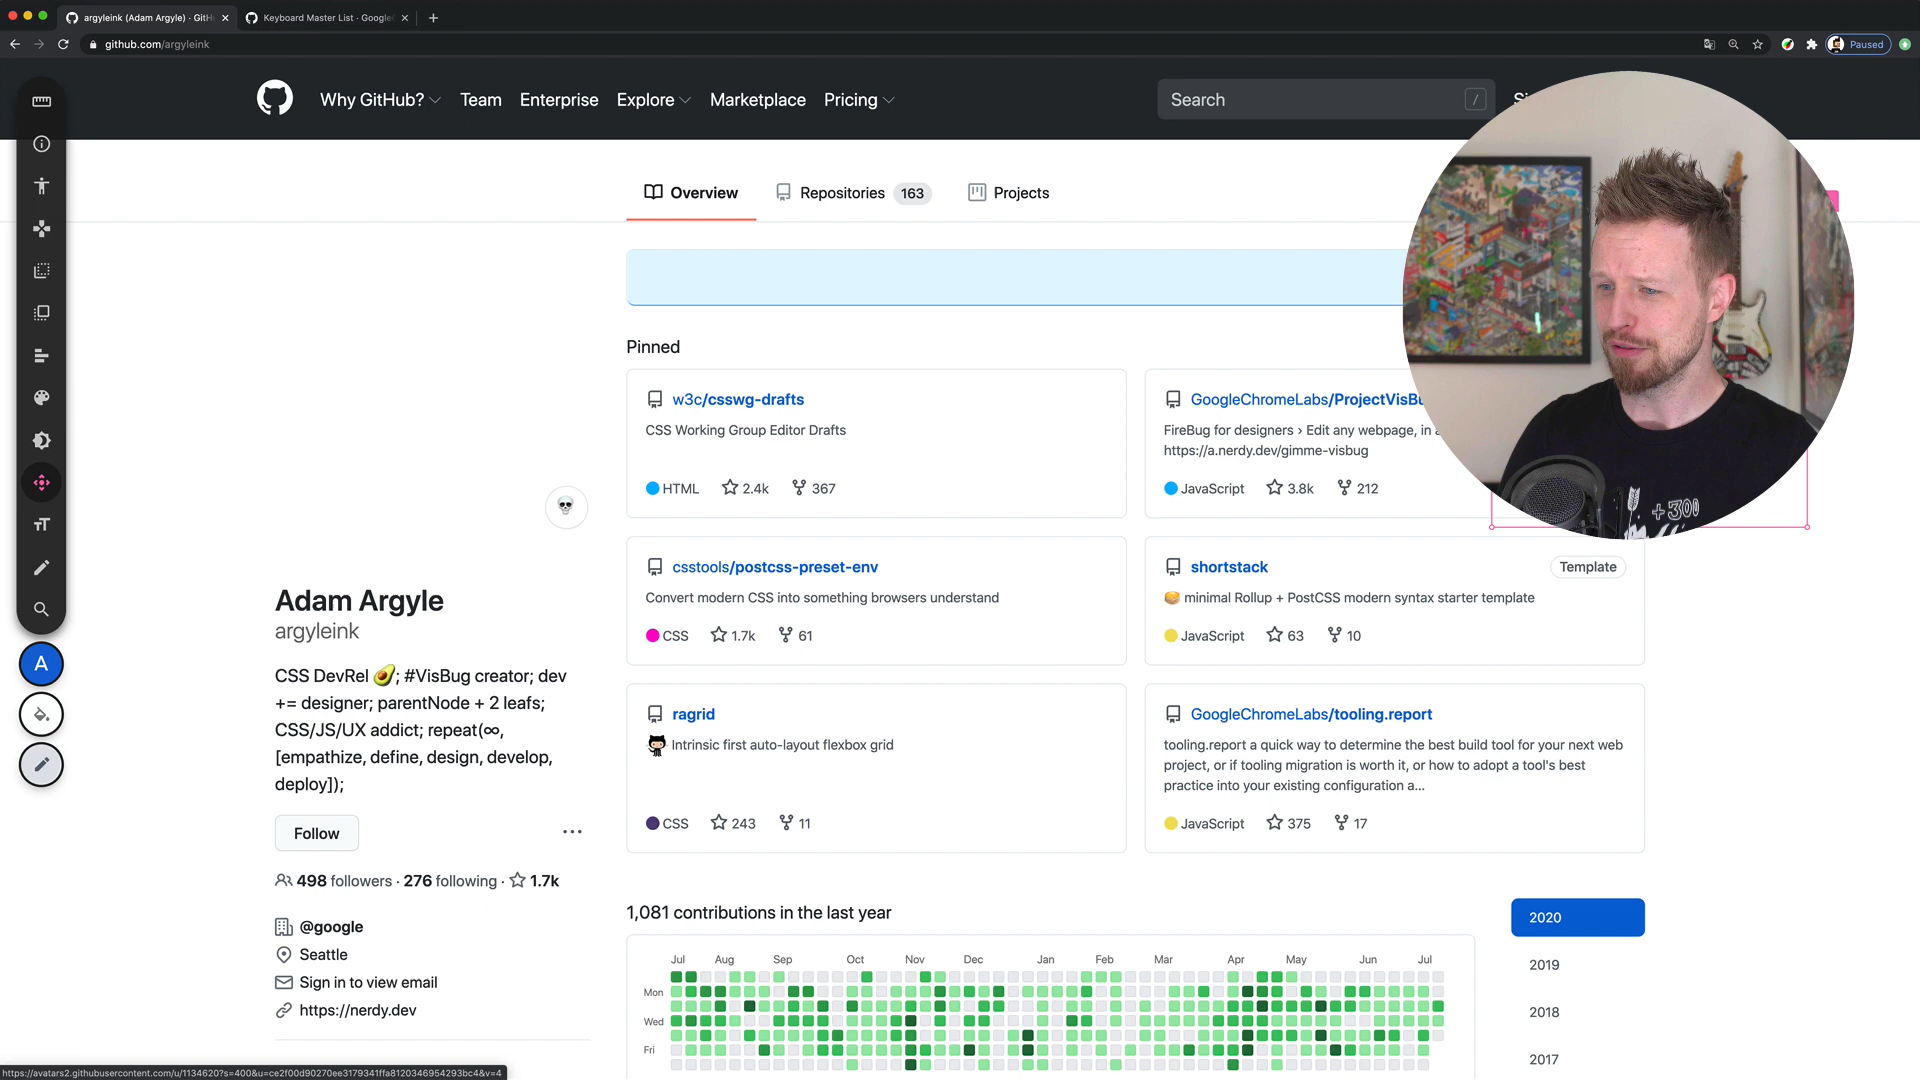 argyleink (Adam Argyle) · GitH
Keyboard Master List · Google
github.com/argyleink
Paused
Why GitHub?
Team
Enterprise
Explore
Marketplace
Pricing
Search
/
Overview
Repositories 163
Projects
Pinned
w3c/csswg-drafts
CSS Working Group Editor Drafts
HTML 2.4k 367
GoogleChromeLabs/ProjectVisBu
FireBug for designers › Edit any webpage, in a
https://a.nerdy.dev/gimme-visbug
JavaScript 3.8k 212
+300
csstools/postcss-preset-env
Convert modern CSS into something browsers understand
CSS 1.7k 61
shortstack
Template
minimal Rollup + PostCSS modern syntax starter template
JavaScript 63 10
ragrid
Intrinsic first auto-layout flexbox grid
CSS 243 11
GoogleChromeLabs/tooling.report
tooling.report a quick way to determine the best build tool for your next web
project, or if tooling migration is worth it, or how to adopt a tool's best
practice into your existing configuration a...
JavaScript 375 17
Adam Argyle
argyleink
CSS DevRel 🥑; #VisBug creator; dev
+= designer; parentNode + 2 leafs;
CSS/JS/UX addict; repeat(∞,
[empathize, define, design, develop,
deploy]);
Follow
498 followers · 276 following · 1.7k
@google
Seattle
Sign in to view email
https://nerdy.dev
1,081 contributions in the last year
Jul Aug Sep Oct Nov Dec Jan Feb Mar Apr May Jun Jul
Mon
Wed
Fri
2020
2019
2018
2017
A
https://avatars2.githubusercontent.com/u/1134620?s=400&u=ce2f00d90270ee3179341ffa8120346954293bc4&v=4